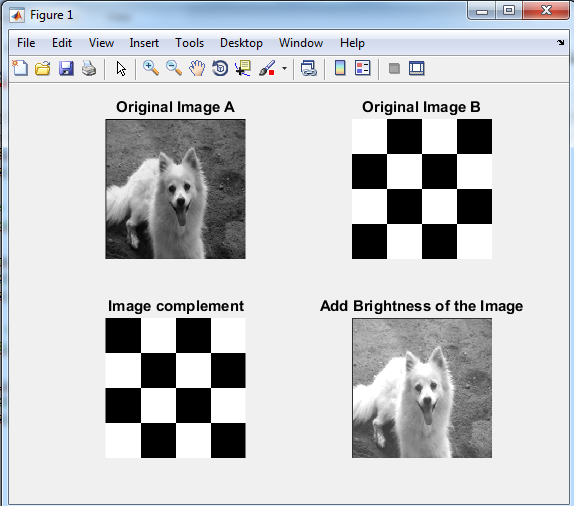 Figure 1
File Edit View Insert Tools Desktop Window Help
Original Image A
Original Image B
Image complement
Add Brightness of the Image